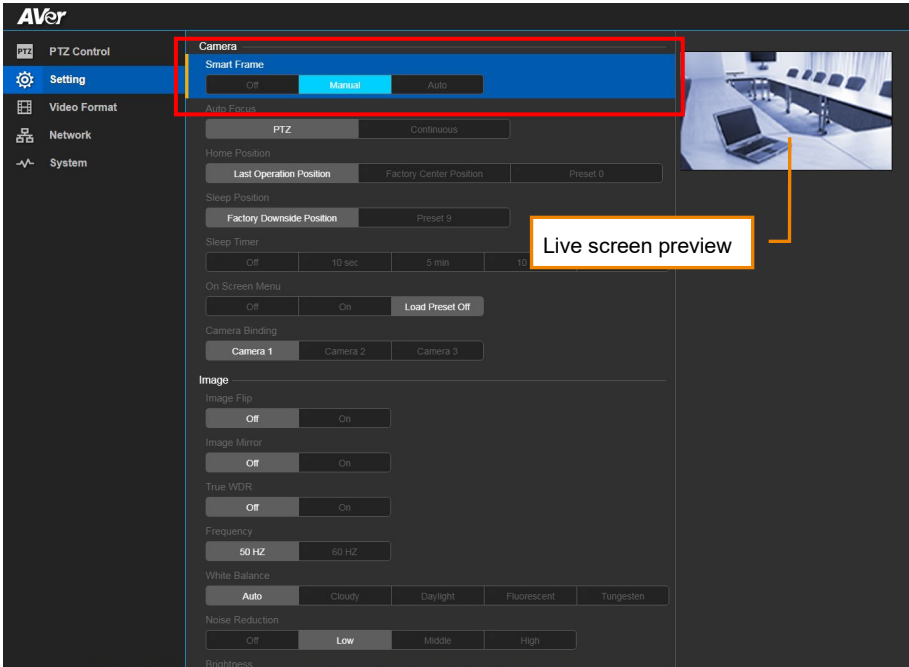 AVer
PTZ PTZ Control
Setting
Video Format
Network
System
Camera
Smart Frame
Off Manual Auto
Auto Focus
PTZ Continuous
Home Position
Last Operation Position Factory Center Position Preset 0
Sleep Position
Factory Downside Position Preset 9
Live screen preview
Sleep Timer
Off 10 sec 5 min 10
On Screen Menu
Off On Load Preset Off
Camera Binding
Camera 1 Camera 2 Camera 3
Image
Image Flip
Off On
Image Mirror
Off On
True WDR
Off On
Frequency
50 HZ 60 HZ
White Balance
Auto Cloudy Daylight Fluorescent Tungesten
Noise Reduction
Off Low Middle High
Brightness